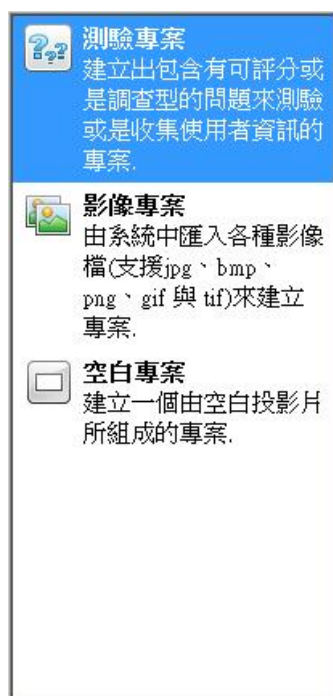 測驗專案
建立出包含有可評分或
是調查型的問題來測驗
或是收集使用者資訊的
專案.
影像專案
由系統中匯入各種影像
檔(支援jpg、bmp、
png、gif 與 tif)來建立
專案.
空白專案
建立一個由空白投影片
所組成的專案.